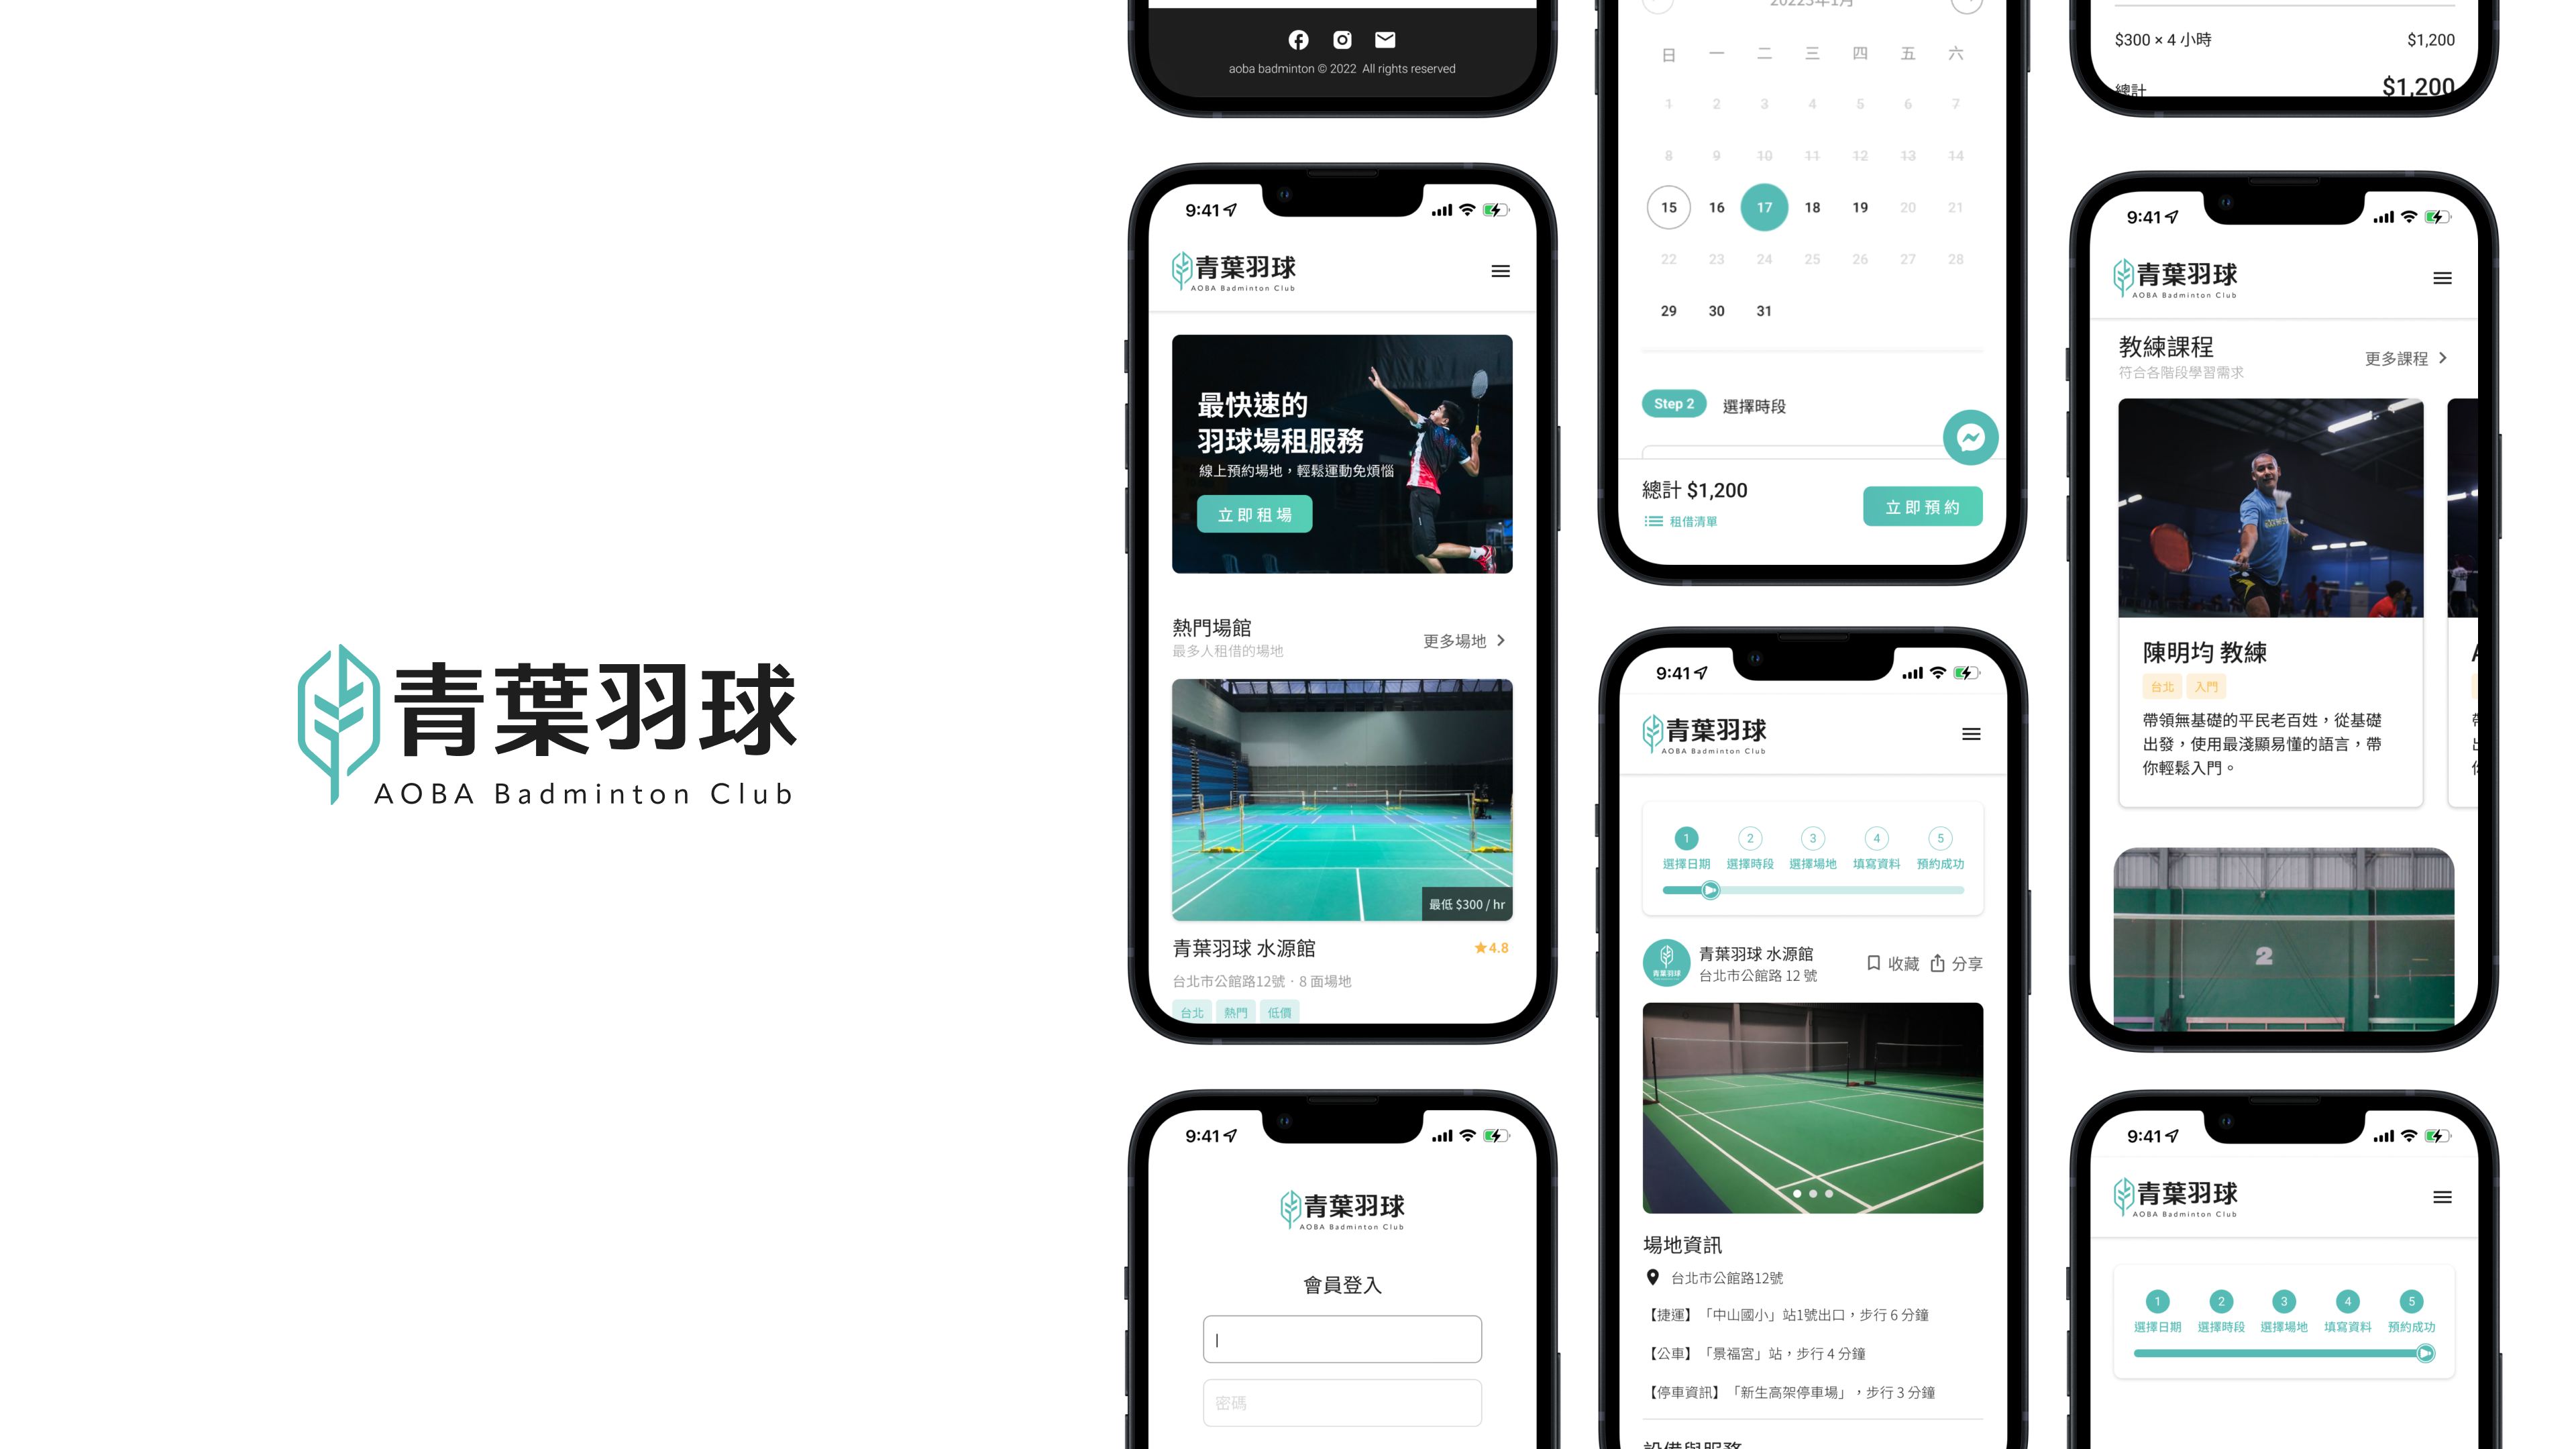 青葉羽球
AOBA Badminton Club
aoba badminton © 2022 All rights reserved
9:41
青葉羽球
AOBA Badminton Club
最快速的
羽球場租服務
線上預約場地，輕鬆運動免煩惱
立即租場
熱門場館
最多人租借的場地
更多場地
最低 $300 / hr
青葉羽球 水源館
★4.8
台北市公館路12號 · 8 面場地
台北 熱門 低價
9:41
青葉羽球
AOBA Badminton Club
會員登入
密碼
20223年1月
日 一 二 三 四 五 六
1 2 3 4 5 6 7
8 9 10 11 12 13 14
15 16 17 18 19 20 21
22 23 24 25 26 27 28
29 30 31
Step 2 選擇時段
總計 $1,200
租借清單
立即預約
9:41
青葉羽球
AOBA Badminton Club
1 2 3 4 5
選擇日期 選擇時段 選擇場地 填寫資料 預約成功
青葉羽球
青葉羽球 水源館
台北市公館路 12 號
收藏 分享
場地資訊
台北市公館路12號
【捷運】「中山國小」站1號出口，步行 6 分鐘
【公車】「景福宮」站，步行 4 分鐘
【停車資訊】「新生高架停車場」，步行 3 分鐘
設備與服務
$300 × 4 小時 $1,200
總計 $1,200
9:41
青葉羽球
AOBA Badminton Club
教練課程
符合各階段學習需求
更多課程
陳明均 教練
台北 入門
帶領無基礎的平民老百姓，從基礎
出發，使用最淺顯易懂的語言，帶
你輕鬆入門。
2
9:41
青葉羽球
AOBA Badminton Club
1 2 3 4 5
選擇日期 選擇時段 選擇場地 填寫資料 預約成功